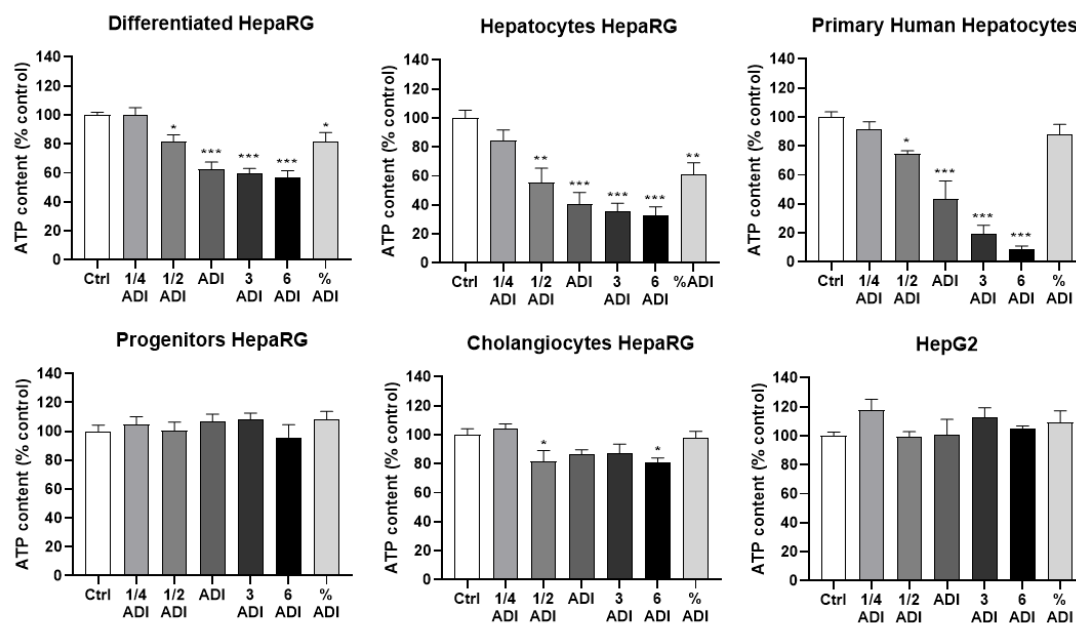 Differentiated HepaRG
ATP content (% control)
140
120
100
80
60
40
20
0
*
***
***
***
*
Ctrl 1/4 1/2 ADI 3 6 %
ADI ADI ADI ADI ADI
Hepatocytes HepaRG
ATP content (% control)
140
120
100
80
60
40
20
0
**
***
***
***
**
Ctrl 1/4 1/2 ADI 3 6 %ADI
ADI ADI ADI ADI
Primary Human Hepatocytes
ATP content (% control)
140
120
100
80
60
40
20
0
*
***
***
***
Ctrl 1/4 1/2 ADI 3 6 %
ADI ADI ADI ADI ADI
Progenitors HepaRG
ATP content (% control)
140
120
100
80
60
40
20
0
Ctrl 1/4 1/2 ADI 3 6 %
ADI ADI ADI ADI ADI
Cholangiocytes HepaRG
ATP content (% control)
140
120
100
80
60
40
20
0
*
*
Ctrl 1/4 1/2 ADI 3 6 %
ADI ADI ADI ADI ADI
HepG2
ATP content (% control)
140
120
100
80
60
40
20
0
Ctrl 1/4 1/2 ADI 3 6 %
ADI ADI ADI ADI ADI